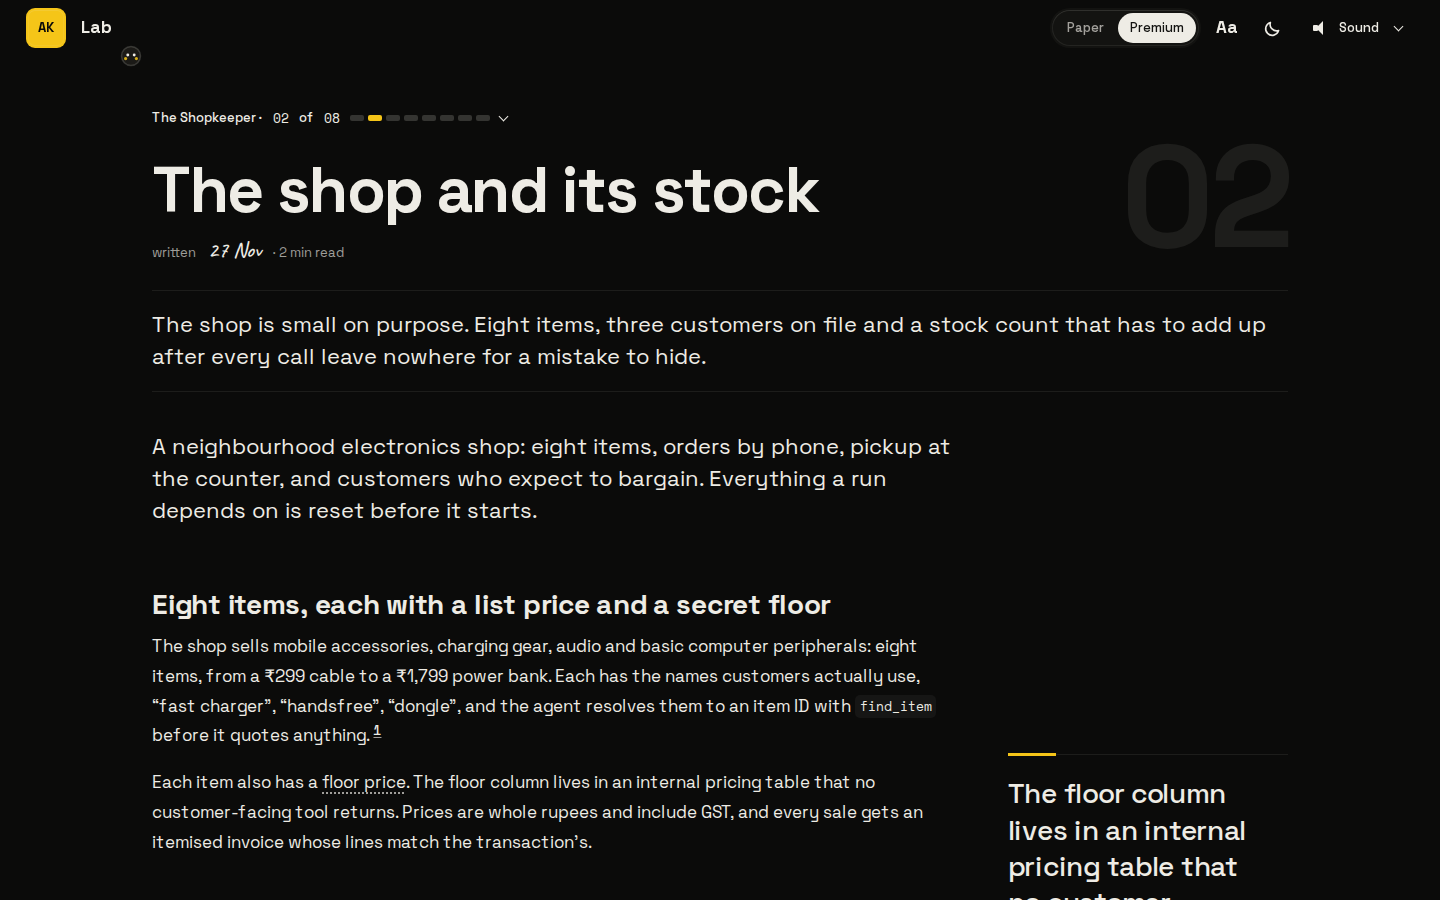 AK Lab
Paper Premium Aa Sound
The Shopkeeper · 02 of 08
The shop and its stock
02
written 27 Nov · 2 min read
The shop is small on purpose. Eight items, three customers on file and a stock count that has to add up
after every call leave nowhere for a mistake to hide.
A neighbourhood electronics shop: eight items, orders by phone, pickup at
the counter, and customers who expect to bargain. Everything a run
depends on is reset before it starts.
Eight items, each with a list price and a secret floor
The shop sells mobile accessories, charging gear, audio and basic computer peripherals: eight
items, from a ₹299 cable to a ₹1,799 power bank. Each has the names customers actually use,
“fast charger”, “handsfree”, “dongle”, and the agent resolves them to an item ID with find_item
before it quotes anything. 1
Each item also has a floor price. The floor column lives in an internal pricing table that no
customer-facing tool returns. Prices are whole rupees and include GST, and every sale gets an
itemised invoice whose lines match the transaction’s.
The floor column
lives in an internal
pricing table that
no customer